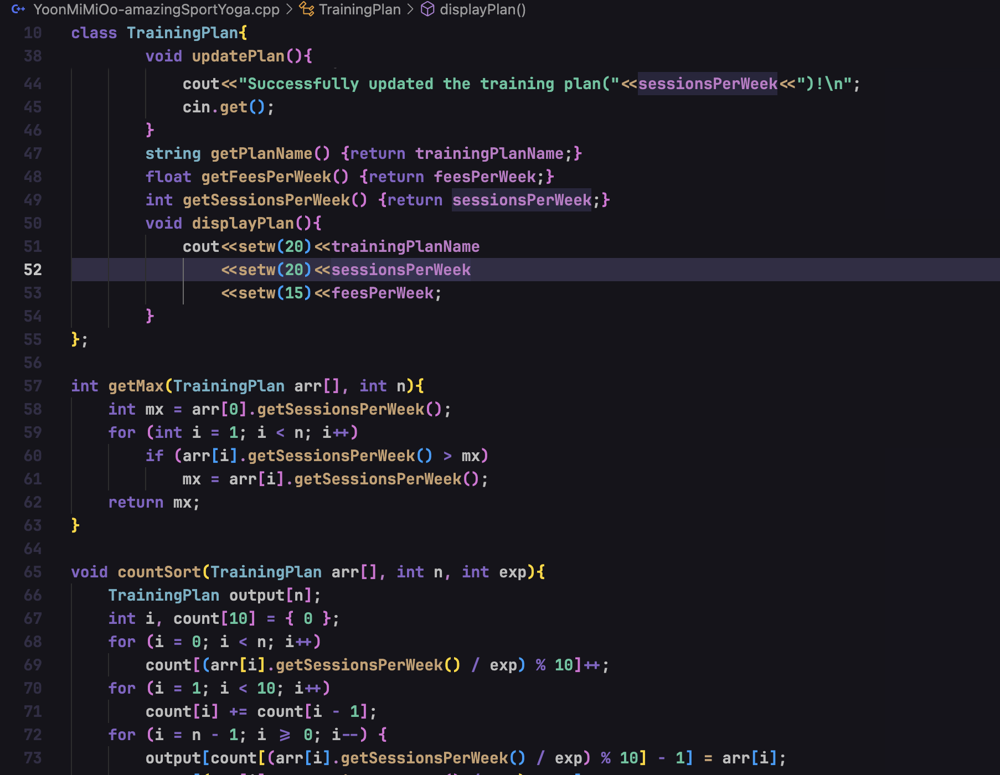 C++ YoonMiMiOo-amazingSportYoga.cpp > TrainingPlan > displayPlan()
10 class TrainingPlan{
38 void updatePlan(){
44 cout<<"Successfully updated the training plan("<<sessionsPerWeek<<")!\n";
45 cin.get();
46 }
47 string getPlanName() {return trainingPlanName;}
48 float getFeesPerWeek() {return feesPerWeek;}
49 int getSessionsPerWeek() {return sessionsPerWeek;}
50 void displayPlan(){
51 cout<<setw(20)<<trainingPlanName
52 <<setw(20)<<sessionsPerWeek
53 <<setw(15)<<feesPerWeek;
54 }
55 };
56
57 int getMax(TrainingPlan arr[], int n){
58 int mx = arr[0].getSessionsPerWeek();
59 for (int i = 1; i < n; i++)
60 if (arr[i].getSessionsPerWeek() > mx)
61 mx = arr[i].getSessionsPerWeek();
62 return mx;
63 }
64
65 void countSort(TrainingPlan arr[], int n, int exp){
66 TrainingPlan output[n];
67 int i, count[10] = { 0 };
68 for (i = 0; i < n; i++)
69 count[(arr[i].getSessionsPerWeek() / exp) % 10]++;
70 for (i = 1; i < 10; i++)
71 count[i] += count[i - 1];
72 for (i = n - 1; i >= 0; i--) {
73 output[count[(arr[i].getSessionsPerWeek() / exp) % 10] - 1] = arr[i];